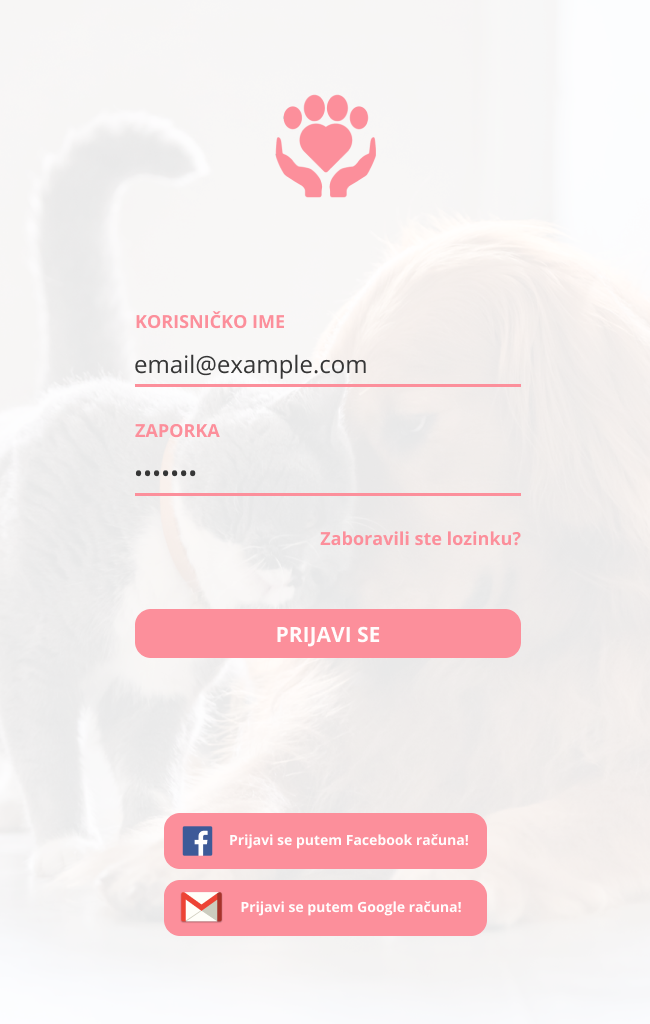 KORISNIČKO IME
email@example.com
ZAPORKA
•••••••
Zaboravili ste lozinku?
PRIJAVI SE
Prijavi se putem Facebook računa!
Prijavi se putem Google računa!